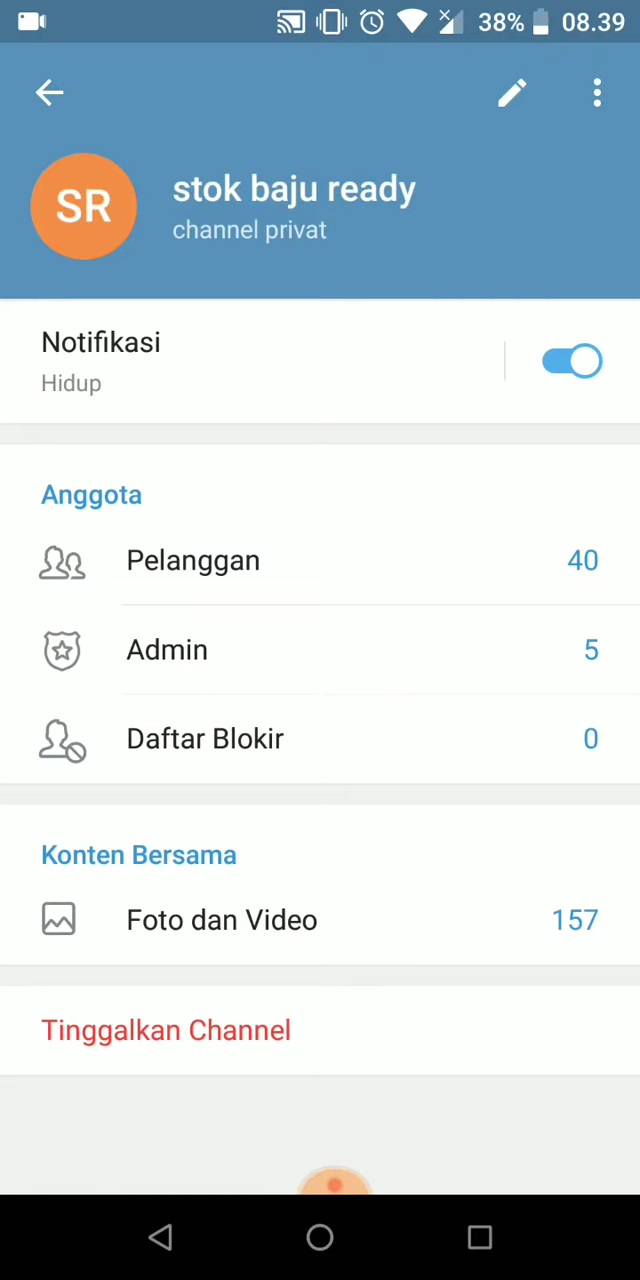 38% 08.39
SR
stok baju ready
channel privat
Notifikasi
Hidup
Anggota
Pelanggan 40
Admin 5
Daftar Blokir 0
Konten Bersama
Foto dan Video 157
Tinggalkan Channel